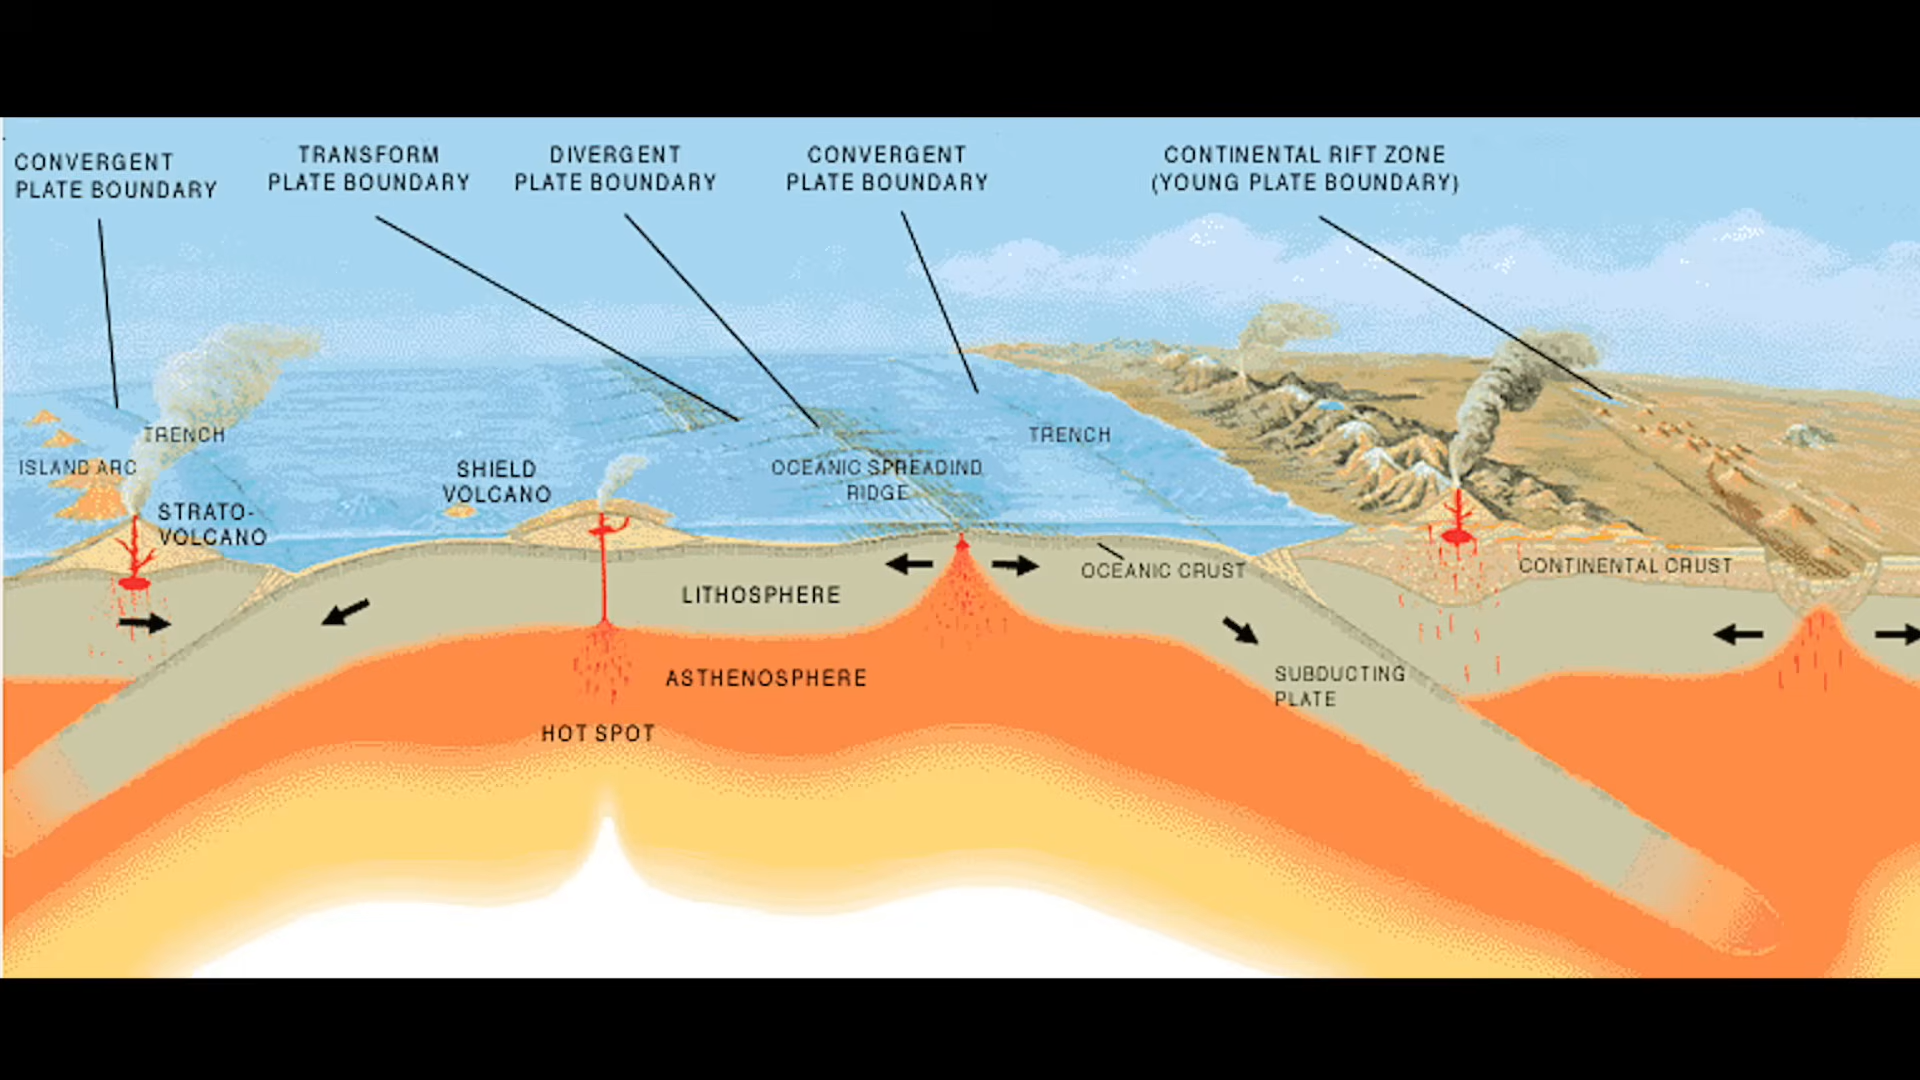 CONVERGENT
PLATE BOUNDARY
TRANSFORM
PLATE BOUNDARY
DIVERGENT
PLATE BOUNDARY
CONVERGENT
PLATE BOUNDARY
CONTINENTAL RIFT ZONE
(YOUNG PLATE BOUNDARY)
TRENCH
ISLAND ARC
STRATO-
VOLCANO
SHIELD
VOLCANO
OCEANIC SPREADIND
RIDGE
TRENCH
LITHOSPHERE
OCEANIC CRUST
CONTINENTAL CRUST
ASTHENOSPHERE
SUBDUCTING
PLATE
HOT SPOT